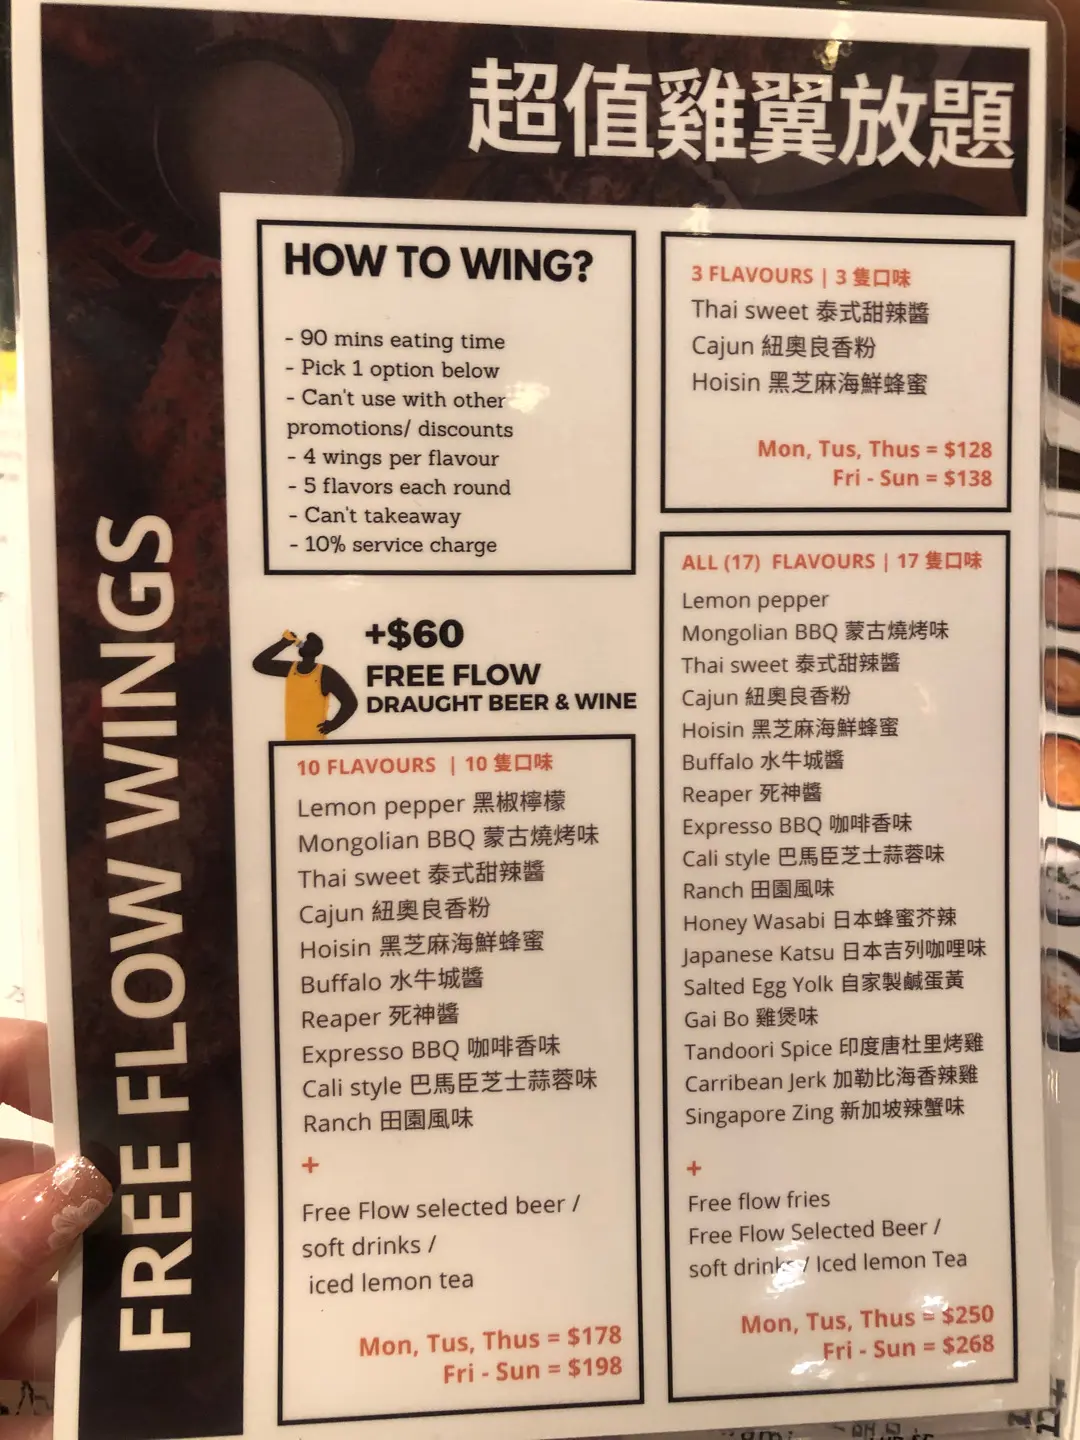 超值雞翼放題
FREE FLOW WINGS
HOW TO WING?
- 90 mins eating time
- Pick 1 option below
- Can't use with other
promotions/ discounts
- 4 wings per flavour
- 5 flavors each round
- Can't takeaway
- 10% service charge
+$60
FREE FLOW
DRAUGHT BEER & WINE
10 FLAVOURS | 10 隻口味
Lemon pepper 黑椒檸檬
Mongolian BBQ 蒙古燒烤味
Thai sweet 泰式甜辣醬
Cajun 紐奧良香粉
Hoisin 黑芝麻海鮮蜂蜜
Buffalo 水牛城醬
Reaper 死神醬
Expresso BBQ 咖啡香味
Cali style 巴馬臣芝士蒜蓉味
Ranch 田園風味
+
Free Flow selected beer /
soft drinks /
iced lemon tea
Mon, Tus, Thus = $178
Fri - Sun = $198
3 FLAVOURS | 3 隻口味
Thai sweet 泰式甜辣醬
Cajun 紐奧良香粉
Hoisin 黑芝麻海鮮蜂蜜
Mon, Tus, Thus = $128
Fri - Sun = $138
ALL (17) FLAVOURS | 17 隻口味
Lemon pepper
Mongolian BBQ 蒙古燒烤味
Thai sweet 泰式甜辣醬
Cajun 紐奧良香粉
Hoisin 黑芝麻海鮮蜂蜜
Buffalo 水牛城醬
Reaper 死神醬
Expresso BBQ 咖啡香味
Cali style 巴馬臣芝士蒜蓉味
Ranch 田園風味
Honey Wasabi 日本蜂蜜芥辣
Japanese Katsu 日本吉列咖哩味
Salted Egg Yolk 自家製鹹蛋黃
Gai Bo 雞煲味
Tandoori Spice 印度唐杜里烤雞
Carribean Jerk 加勒比海香辣雞
Singapore Zing 新加坡辣蟹味
+
Free flow fries
Free Flow Selected Beer /
soft drinks / Iced lemon Tea
Mon, Tus, Thus = $250
Fri - Sun = $268